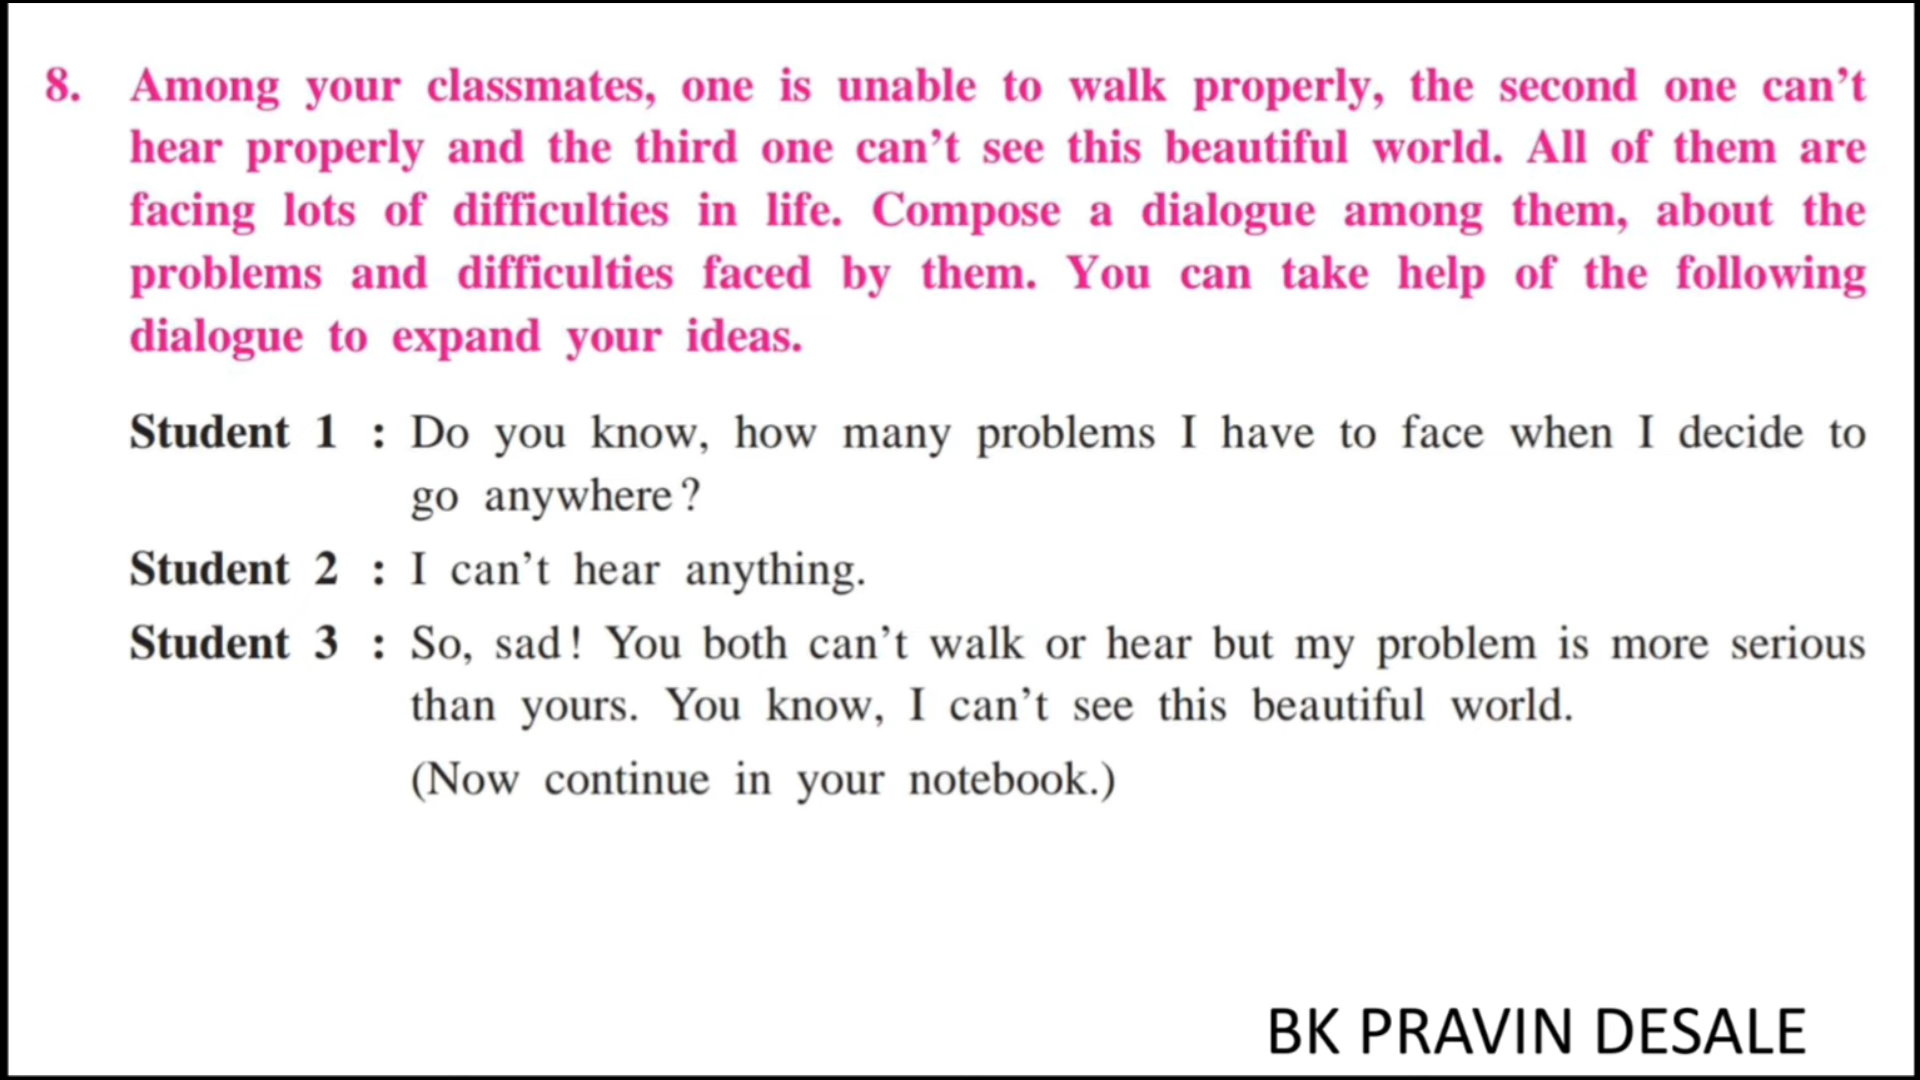 8. Among your classmates, one is unable to walk properly, the second one can’t
hear properly and the third one can’t see this beautiful world. All of them are
facing lots of difficulties in life. Compose a dialogue among them, about the
problems and difficulties faced by them. You can take help of the following
dialogue to expand your ideas.
Student 1 : Do you know, how many problems I have to face when I decide to
go anywhere?
Student 2 : I can’t hear anything.
Student 3 : So, sad! You both can’t walk or hear but my problem is more serious
than yours. You know, I can’t see this beautiful world.
(Now continue in your notebook.)
BK PRAVIN DESALE